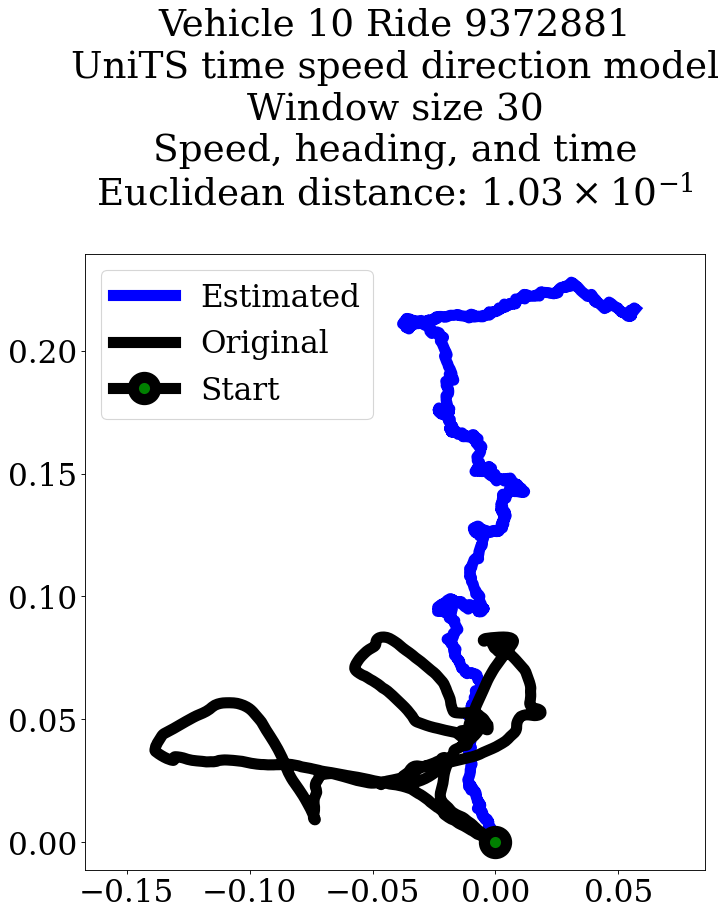 Vehicle 10 Ride 9372881
UniTS time speed direction model
Window size 30
Speed, heading, and time
Euclidean distance: 1.03 × 10⁻¹
Estimated
Original
Start
0.20
0.15
0.10
0.05
0.00
−0.15 −0.10 −0.05 0.00 0.05